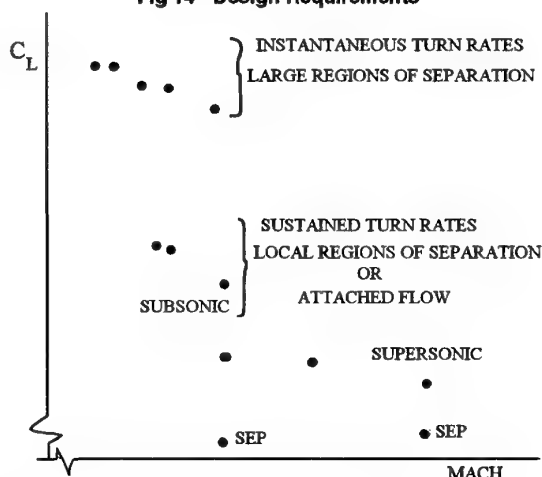 Fig 14 Design Requirements
C_L
INSTANTANEOUS TURN RATES
LARGE REGIONS OF SEPARATION
SUSTAINED TURN RATES
LOCAL REGIONS OF SEPARATION
OR
ATTACHED FLOW
SUBSONIC
SUPERSONIC
SEP
SEP
MACH